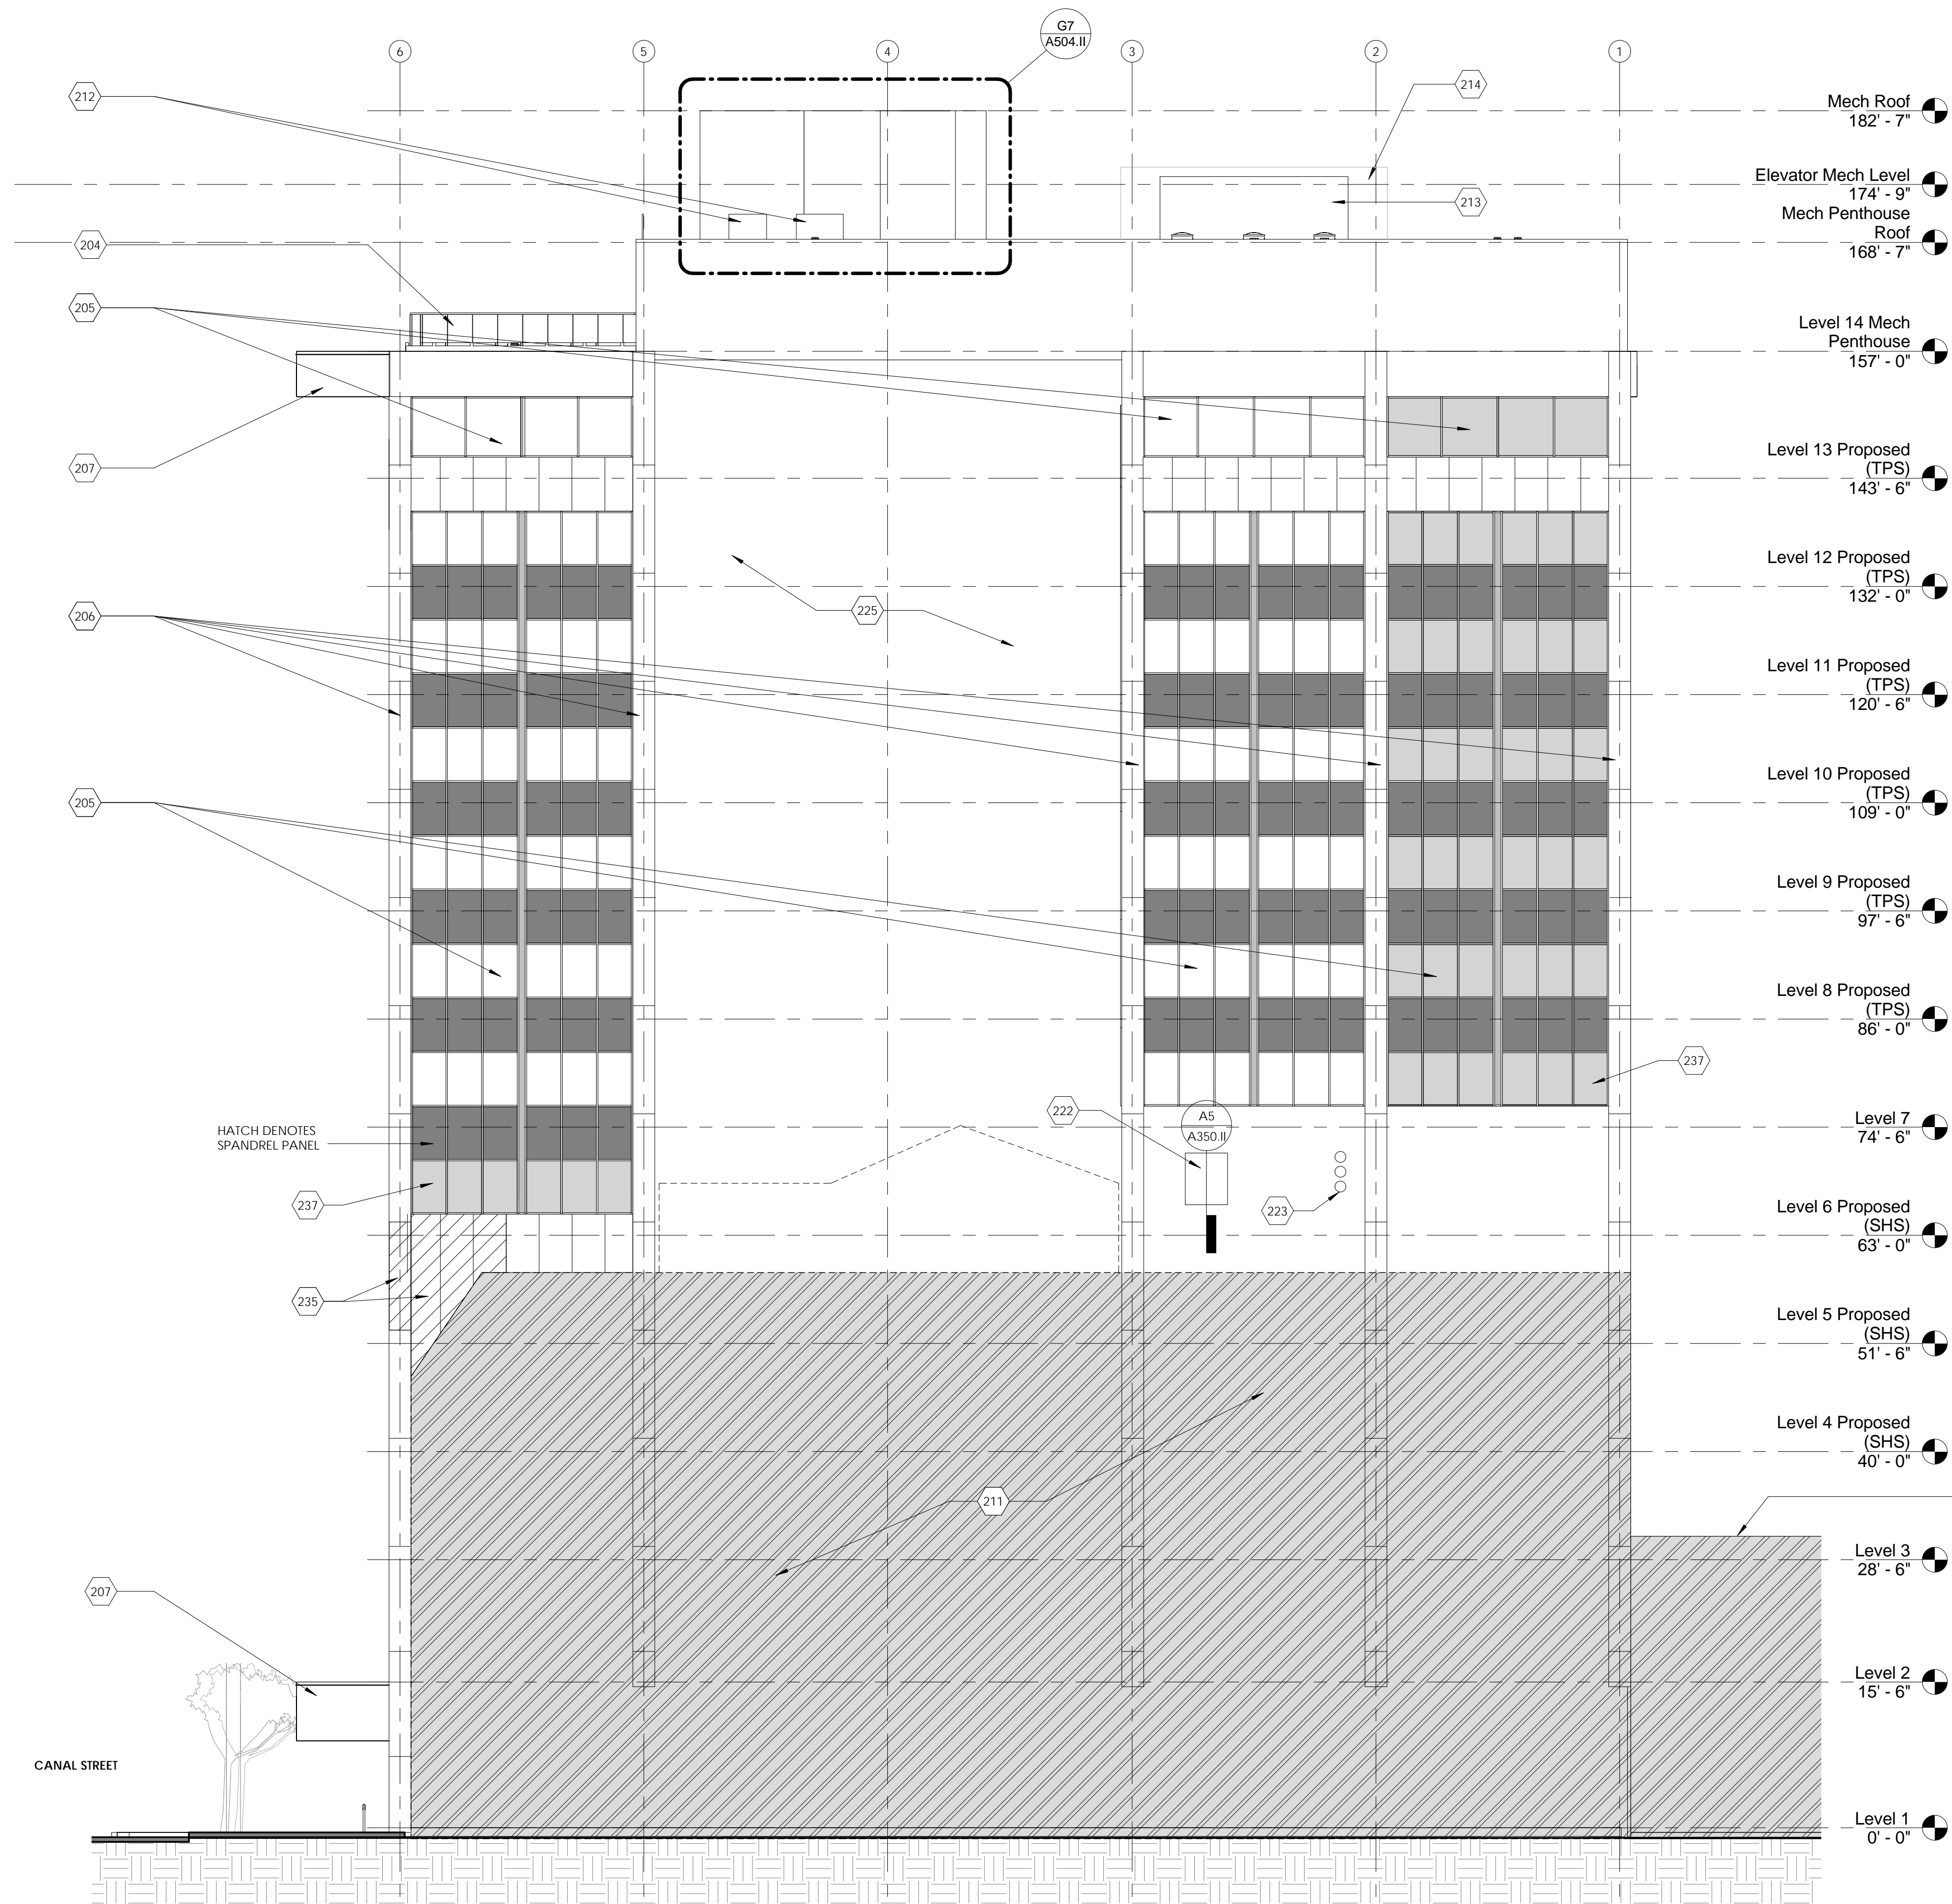 G7
A504.II
6
5
4
3
2
1
212
214
Mech Roof
182' - 7"
Elevator Mech Level
174' - 9"
213
Mech Penthouse
Roof
168' - 7"
204
205
Level 14 Mech
Penthouse
157' - 0"
207
Level 13 Proposed
(TPS)
143' - 6"
Level 12 Proposed
(TPS)
132' - 0"
206
225
Level 11 Proposed
(TPS)
120' - 6"
205
Level 10 Proposed
(TPS)
109' - 0"
Level 9 Proposed
(TPS)
97' - 6"
Level 8 Proposed
(TPS)
86' - 0"
237
222
A5
A350.II
Level 7
74' - 6"
HATCH DENOTES
SPANDREL PANEL
237
223
Level 6 Proposed
(SHS)
63' - 0"
235
Level 5 Proposed
(SHS)
51' - 6"
Level 4 Proposed
(SHS)
40' - 0"
211
Level 3
28' - 6"
207
Level 2
15' - 6"
CANAL STREET
Level 1
0' - 0"